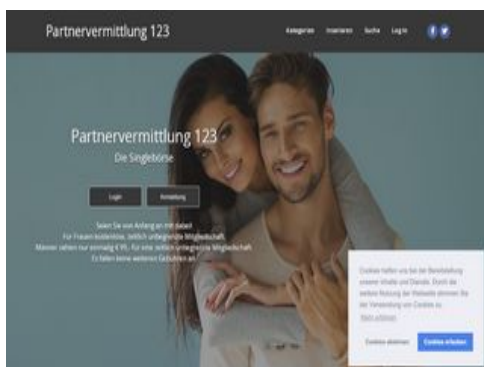 Partnervermittlung 123
Kategorien Inserieren Suche Log In
Partnervermittlung 123
Die Singlebörse
Login Anmeldung
Seien Sie von Anfang an mit dabei!
Für Frauen kostenlose, zeitlich unbegrenzte Mitgliedschaft.
Männer zahlen nur einmalig € 99,- für eine zeitlich unbegrenzte Mitgliedschaft.
Es fallen keine weiteren Gebühren an.
Cookies helfen uns bei der Bereitstellung
unserer Inhalte und Dienste. Durch die
weitere Nutzung der Webseite stimmen Sie
der Verwendung von Cookies zu.
Mehr erfahren
Cookies ablehnen Cookies erlauben